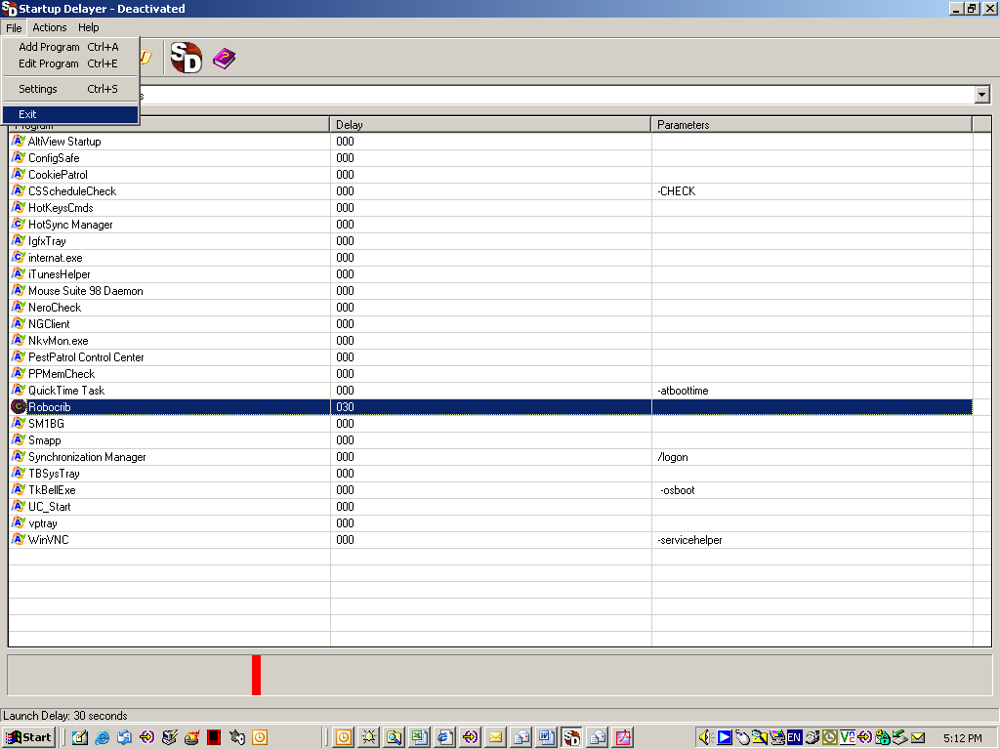 Startup Delayer - Deactivated
File Actions Help
Add Program Ctrl+A
Edit Program Ctrl+E
Settings Ctrl+S
Exit
Program Delay Parameters
AltiView Startup 000
ConfigSafe 000
CookiePatrol 000
CSScheduleCheck 000 -CHECK
HotKeysCmds 000
HotSync Manager 000
IgfxTray 000
internat.exe 000
iTunesHelper 000
Mouse Suite 98 Daemon 000
NeroCheck 000
NGClient 000
NkvMon.exe 000
PestPatrol Control Center 000
PPMemCheck 000
QuickTime Task 000 -atboottime
Robocrib 030
SM1BG 000
Smapp 000
Synchronization Manager 000 /logon
TBSysTray 000
TkBellExe 000 -osboot
UC_Start 000
vptray 000
WinVNC 000 -servicehelper
Launch Delay: 30 seconds
Start EN 5:12 PM